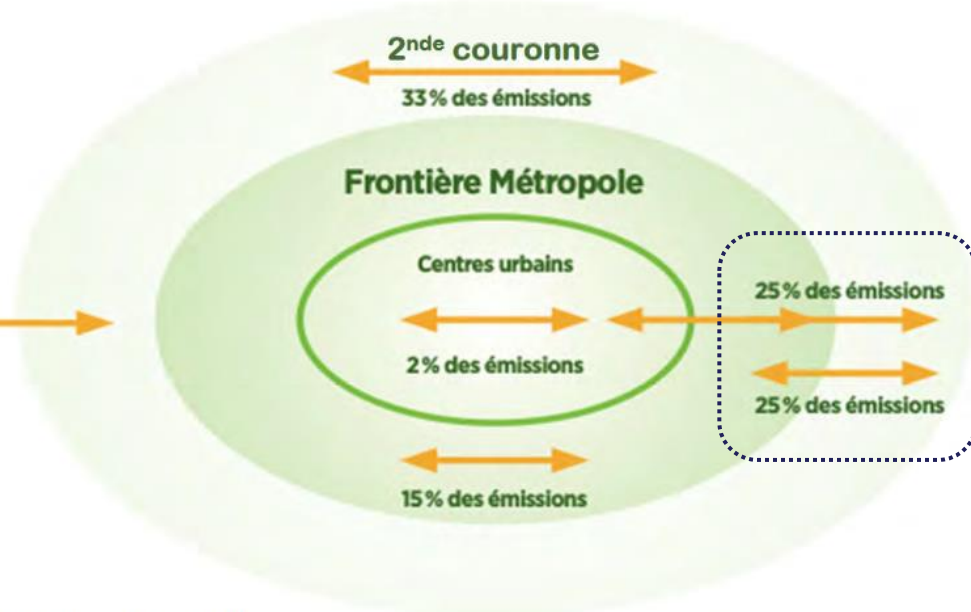 2nde couronne
33% des émissions
Frontière Métropole
Centres urbains
2% des émissions
25% des émissions
25% des émissions
15% des émissions